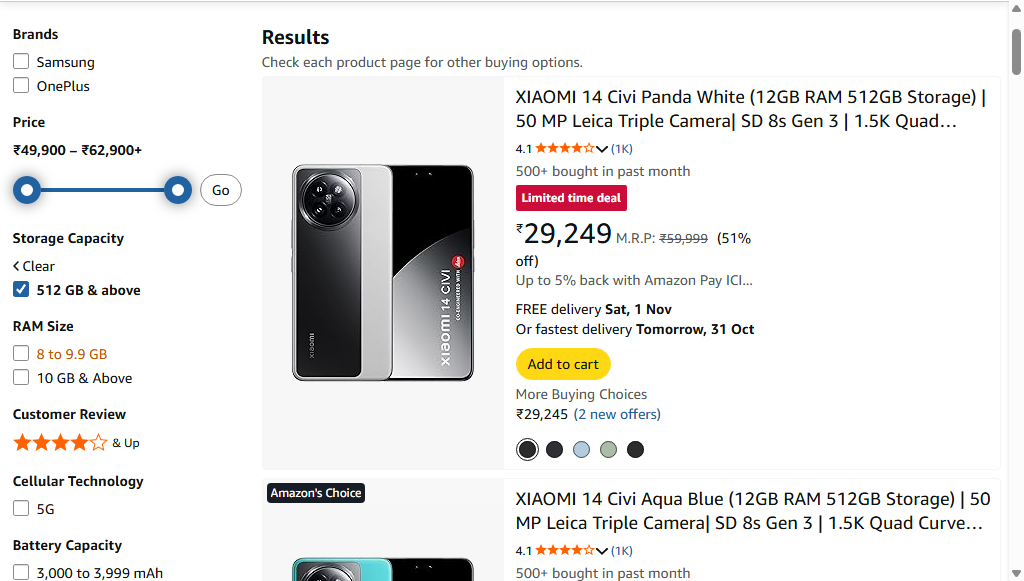 Brands
Samsung
OnePlus
Price
₹49,900 – ₹62,900+
Go
Storage Capacity
Clear
512 GB & above
RAM Size
8 to 9.9 GB
10 GB & Above
Customer Review
& Up
Cellular Technology
5G
Battery Capacity
3,000 to 3,999 mAh
Results
Check each product page for other buying options.
xiaomi
XIAOMI 14 CIVI
CO-ENGINEERED WITH
XIAOMI 14 Civi Panda White (12GB RAM 512GB Storage) |
50 MP Leica Triple Camera| SD 8s Gen 3 | 1.5K Quad…
4.1 (1K)
500+ bought in past month
Limited time deal
₹29,249 M.R.P: ₹59,999 (51%
off)
Up to 5% back with Amazon Pay ICI…
FREE delivery Sat, 1 Nov
Or fastest delivery Tomorrow, 31 Oct
Add to cart
More Buying Choices
₹29,245 (2 new offers)
Amazon's Choice
XIAOMI 14 Civi Aqua Blue (12GB RAM 512GB Storage) | 50
MP Leica Triple Camera| SD 8s Gen 3 | 1.5K Quad Curve…
4.1 (1K)
500+ bought in past month